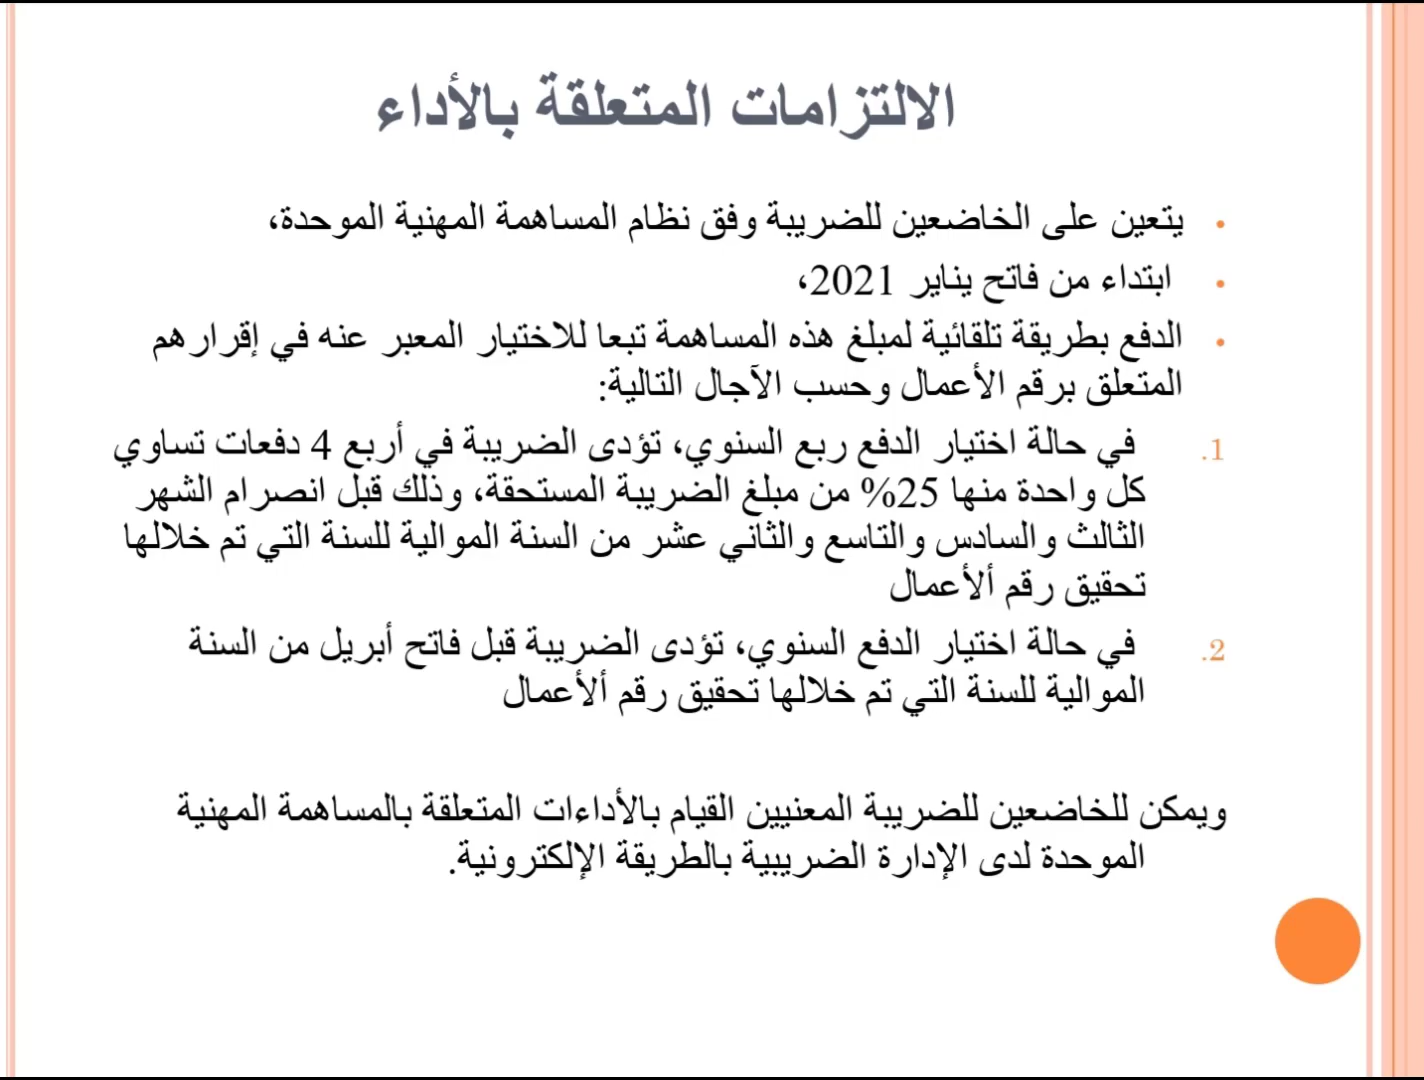 الالتزامات المتعلقة بالأداء
• يتعين على الخاضعين للضريبة وفق نظام المساهمة المهنية الموحدة،
• ابتداء من فاتح يناير 2021،
• الدفع بطريقة تلقائية لمبلغ هذه المساهمة تبعا للاختيار المعبر عنه في إقرارهم
المتعلق برقم الأعمال وحسب الآجال التالية:
1. في حالة اختيار الدفع ربع السنوي، تؤدى الضريبة في أربع 4 دفعات تساوي
كل واحدة منها 25% من مبلغ الضريبة المستحقة، وذلك قبل انصرام الشهر
الثالث والسادس والتاسع والثاني عشر من السنة الموالية للسنة التي تم خلالها
تحقيق رقم ألأعمال
2. في حالة اختيار الدفع السنوي، تؤدى الضريبة قبل فاتح أبريل من السنة
الموالية للسنة التي تم خلالها تحقيق رقم ألأعمال
ويمكن للخاضعين للضريبة المعنيين القيام بالأداءات المتعلقة بالمساهمة المهنية
الموحدة لدى الإدارة الضريبية بالطريقة الإلكترونية.